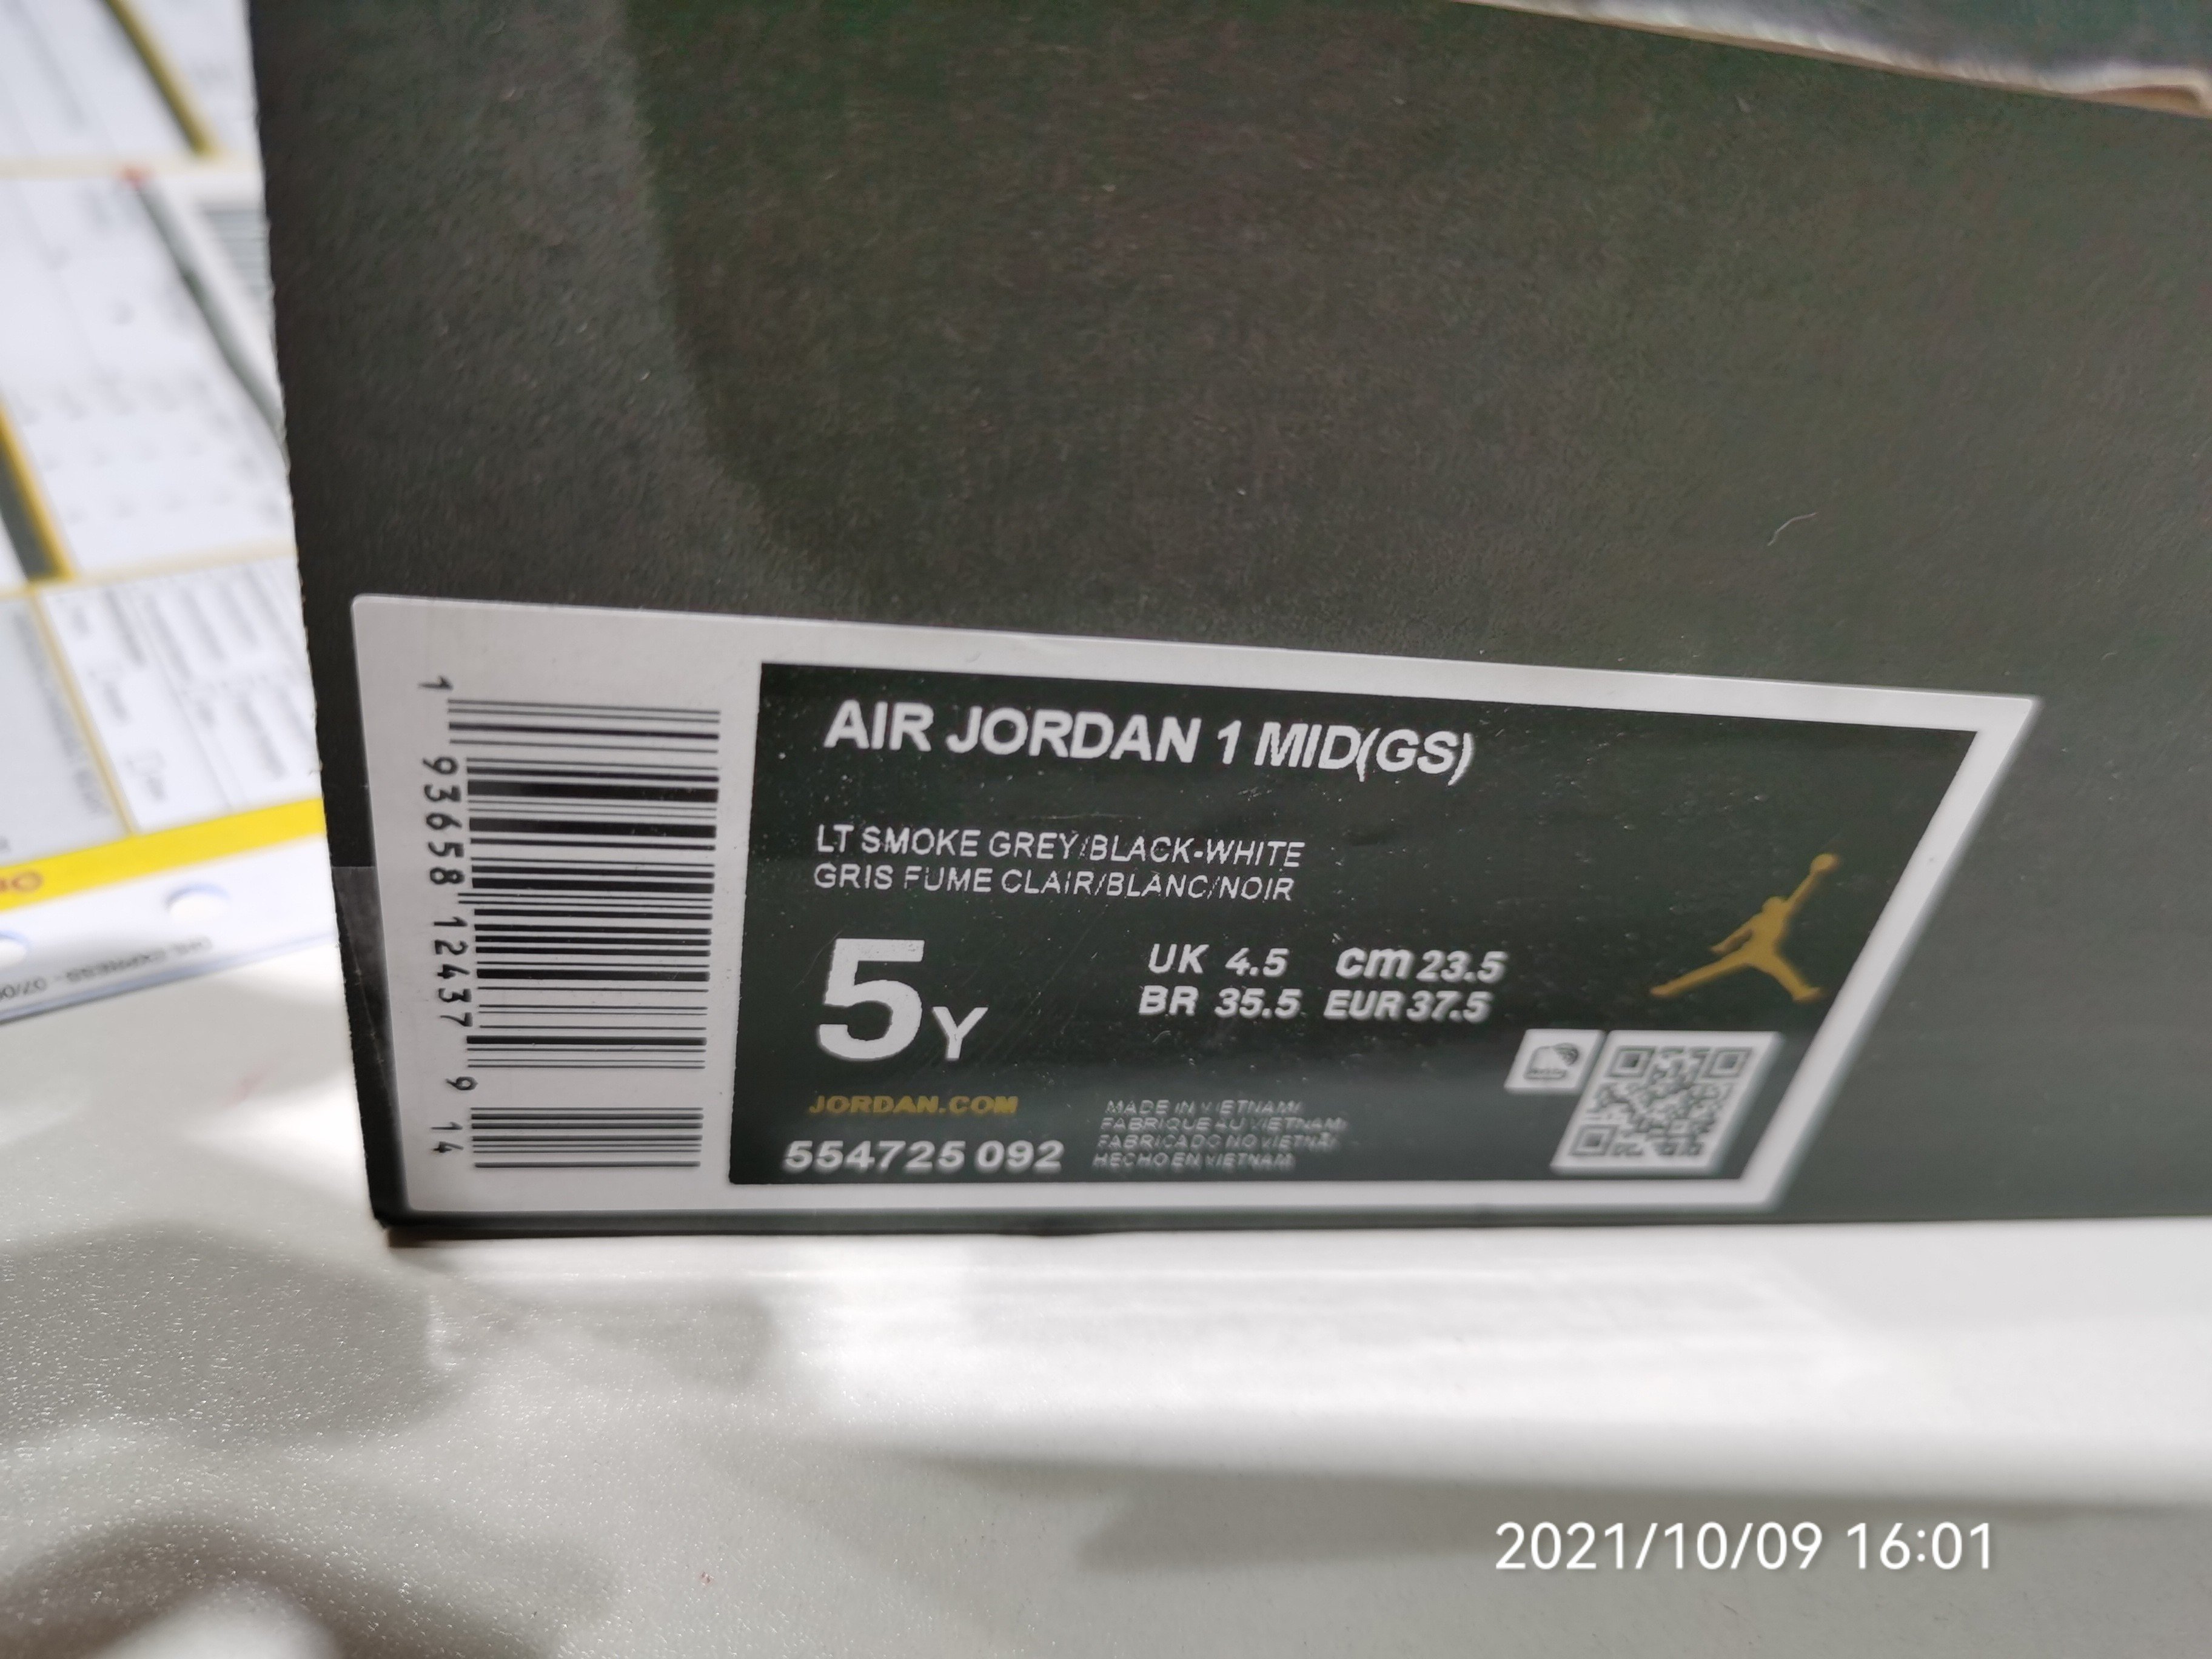 AIR JORDAN 1 MID(GS)
LT SMOKE GREY/BLACK-WHITE
GRIS FUME CLAIR/BLANC/NOIR
5Y
UK 4.5 cm 23.5
BR 35.5 EUR 37.5
JORDAN.COM
554725 092
MADE IN VIETNAM/
FABRIQUE AU VIETNAM/
FABRICADO NO VIETNÃ/
HECHO EN VIETNAM
1 93658 12437 9 14
2021/10/09 16:01